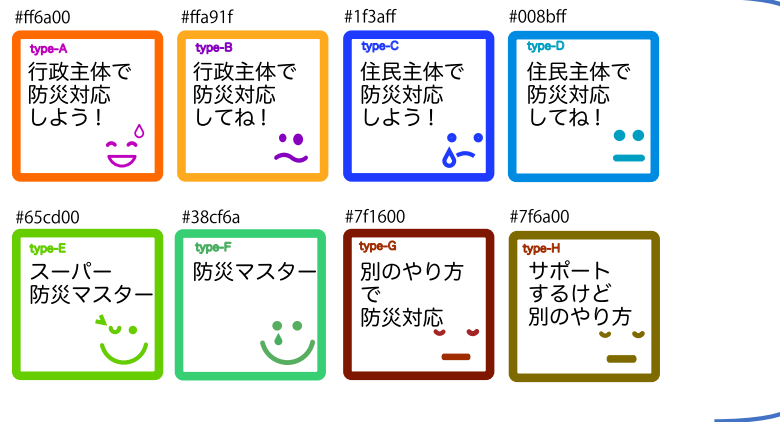 #ff6a00
type-A
行政主体で
防災対応
しよう！
#ffa91f
type-B
行政主体で
防災対応
してね！
#1f3aff
type-C
住民主体で
防災対応
しよう！
#008bff
type-D
住民主体で
防災対応
してね！
#65cd00
type-E
スーパー
防災マスター
#38cf6a
type-F
防災マスター
#7f1600
type-G
別のやり方
で
防災対応
#7f6a00
type-H
サポート
するけど
別のやり方